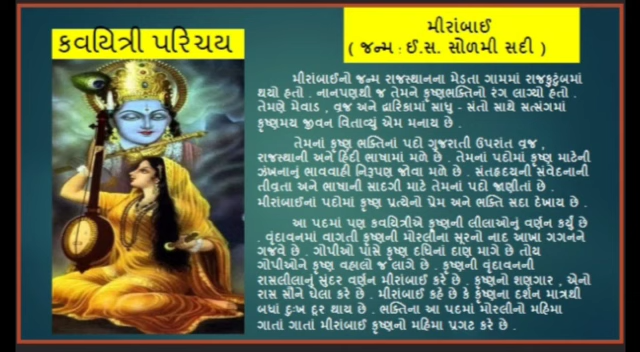 કવયિત્રી પરિચય
મીરાંબાઈ
( જન્મ : ઈ.સ. સોળમી સદી )
મીરાંબાઈનો જન્મ રાજસ્થાનના મેડતા ગામમાં રાજકુટુંબમાં
થયો હતો . નાનપણથી જ તેમને કૃષ્ણભક્તિનો રંગ લાગ્યો હતો .
તેમણે મેવાડ , વ્રજ અને દ્વારિકામાં સાધુ - સંતો સાથે સત્સંગમાં
કૃષ્ણમય જીવન વિતાવ્યું એમ મનાય છે .
તેમનાં કૃષ્ણ ભક્તિનાં પદો ગુજરાતી ઉપરાંત વ્રજ ,
રાજસ્થાની અને હિંદી ભાષામાં મળે છે . તેમનાં પદોમાં કૃષ્ણ માટેની
ઝંખનાનું ભાવવાહી નિરૂપણ જોવા મળે છે . સંતહૃદયની સંવેદનાની
તીવ્રતા અને ભાષાની સાદગી માટે તેમનાં પદો જાણીતાં છે .
મીરાંબાઈનાં પદોમાં કૃષ્ણ પ્રત્યેનો પ્રેમ અને ભક્તિ સદા દેખાય છે .
આ પદમાં પણ કવયિત્રીએ કૃષ્ણની લીલાઓનું વર્ણન કર્યું છે
. વૃંદાવનમાં વાગતી કૃષ્ણની મોરલીના સૂરનો નાદ આખા ગગનને
ગજવે છે . ગોપીઓ પાસે કૃષ્ણ દધિનાં દાણ માગે છે તોય
ગોપીઓને કૃષ્ણ વહાલો જ લાગે છે . કૃષ્ણની વૃંદાવનની
રાસલીલાનું સુંદર વર્ણન મીરાંબાઈ કરે છે . કૃષ્ણનો શણગાર , એનો
રાસ સૌને ઘેલા કરે છે . મીરાંબાઈ કહે છે કે કૃષ્ણના દર્શન માત્રથી
બધાં દુઃખ દૂર થાય છે . ભક્તિના આ પદમાં મોરલીનો મહિમા
ગાતાં ગાતાં મીરાંબાઈ કૃષ્ણનો મહિમા પ્રગટ કરે છે .